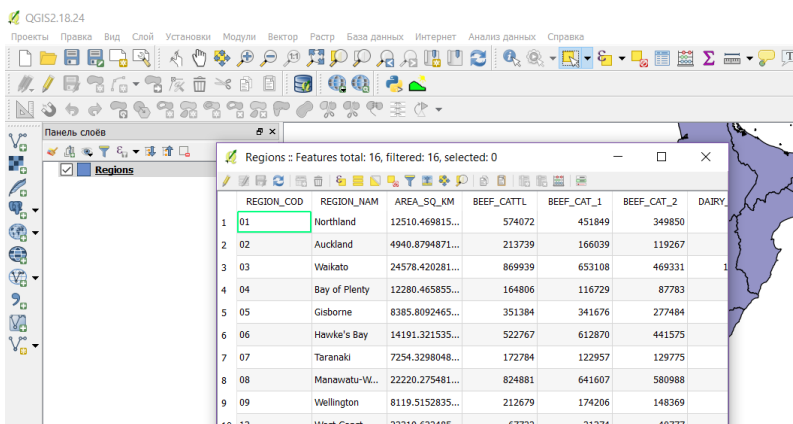 QGIS2.18.24
Проекты Правка Вид Слой Установки Модули Вектор Растр База данных Интернет Анализ данных Справка
Панель слоёв
Regions
Regions :: Features total: 16, filtered: 16, selected: 0
REGION_COD REGION_NAM AREA_SQ_KM BEEF_CATTL BEEF_CAT_1 BEEF_CAT_2 DAIRY_
1 01 Northland 12510.469815... 574072 451849 349850
2 02 Auckland 4940.8794871... 213739 166039 119267
3 03 Waikato 24578.420281... 869939 653108 469331 1
4 04 Bay of Plenty 12280.465855... 164806 116729 87783
5 05 Gisborne 8385.8092465... 351384 341676 277484
6 06 Hawke's Bay 14191.321535... 522767 612870 441575
7 07 Taranaki 7254.3298048... 172784 122957 129775
8 08 Manawatu-W... 22220.275481... 824881 641607 580988
9 09 Wellington 8119.5152835... 212679 174206 148369